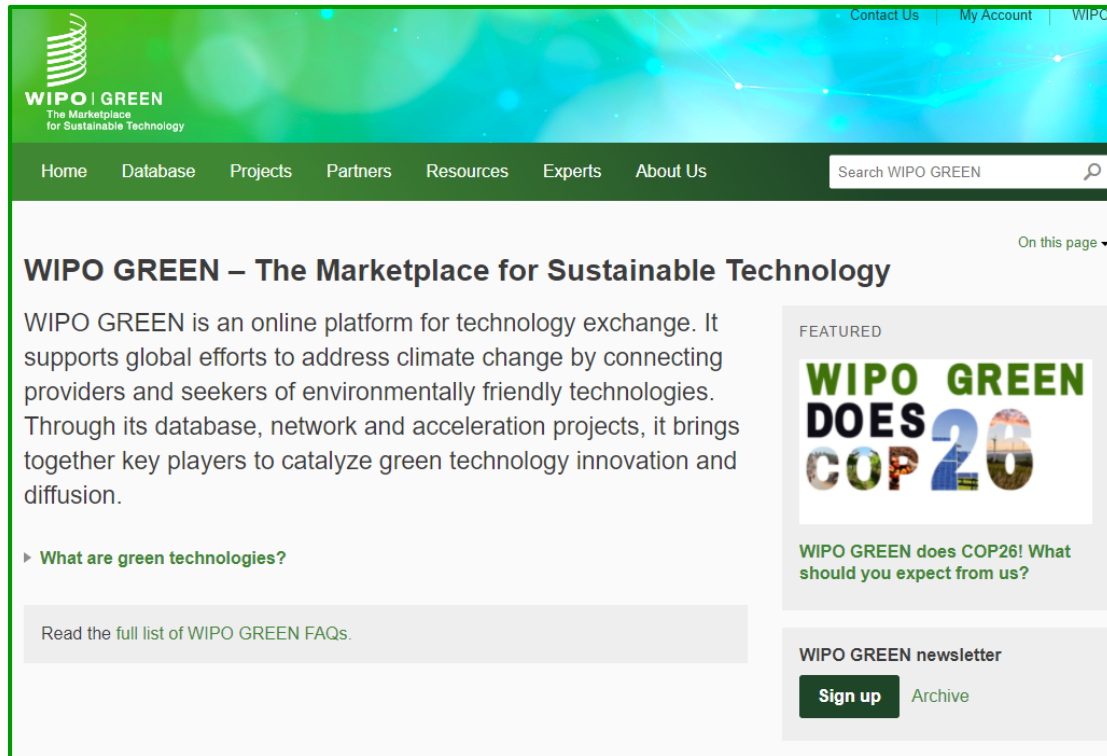 Contact Us
My Account
WIPO
WIPO | GREEN
The Marketplace
for Sustainable Technology
Home
Database
Projects
Partners
Resources
Experts
About Us
Search WIPO GREEN
On this page
WIPO GREEN – The Marketplace for Sustainable Technology
WIPO GREEN is an online platform for technology exchange. It
supports global efforts to address climate change by connecting
providers and seekers of environmentally friendly technologies.
Through its database, network and acceleration projects, it brings
together key players to catalyze green technology innovation and
diffusion.
What are green technologies?
Read the full list of WIPO GREEN FAQs.
FEATURED
WIPO GREEN
DOES
COP 26
WIPO GREEN does COP26! What
should you expect from us?
WIPO GREEN newsletter
Sign up
Archive